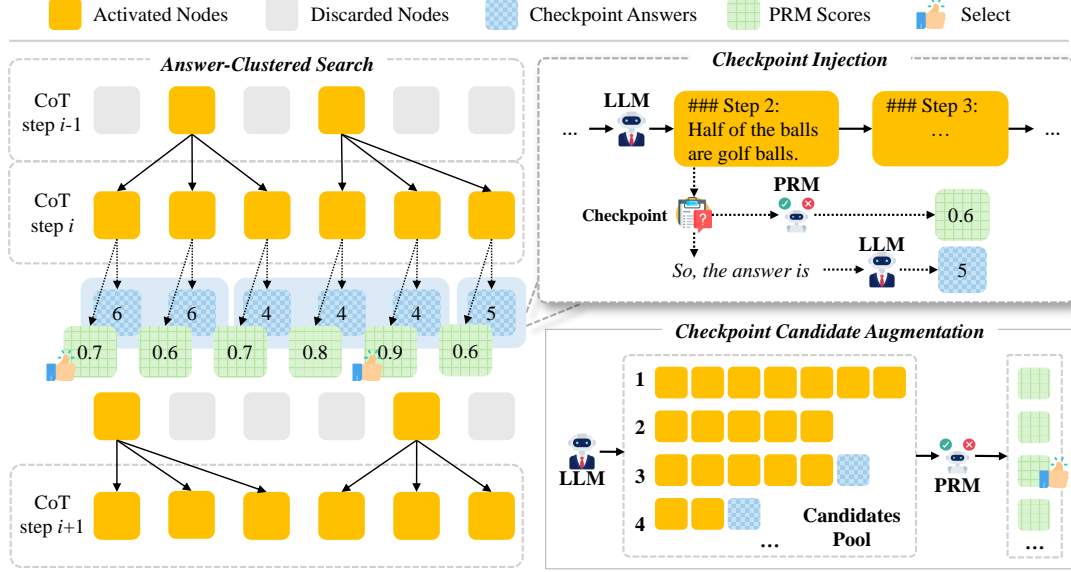 Activated Nodes
Discarded Nodes
Checkpoint Answers
PRM Scores
Select
Answer-Clustered Search
CoT
step i-1
CoT
step i
6
6
4
4
4
5
0.7
0.6
0.7
0.8
0.9
0.6
CoT
step i+1
Checkpoint Injection
...
LLM
### Step 2:
Half of the balls
are golf balls.
### Step 3:
...
...
Checkpoint
?
PRM
0.6
So, the answer is
LLM
5
Checkpoint Candidate Augmentation
LLM
1
2
3
4
...
Candidates
Pool
PRM
...